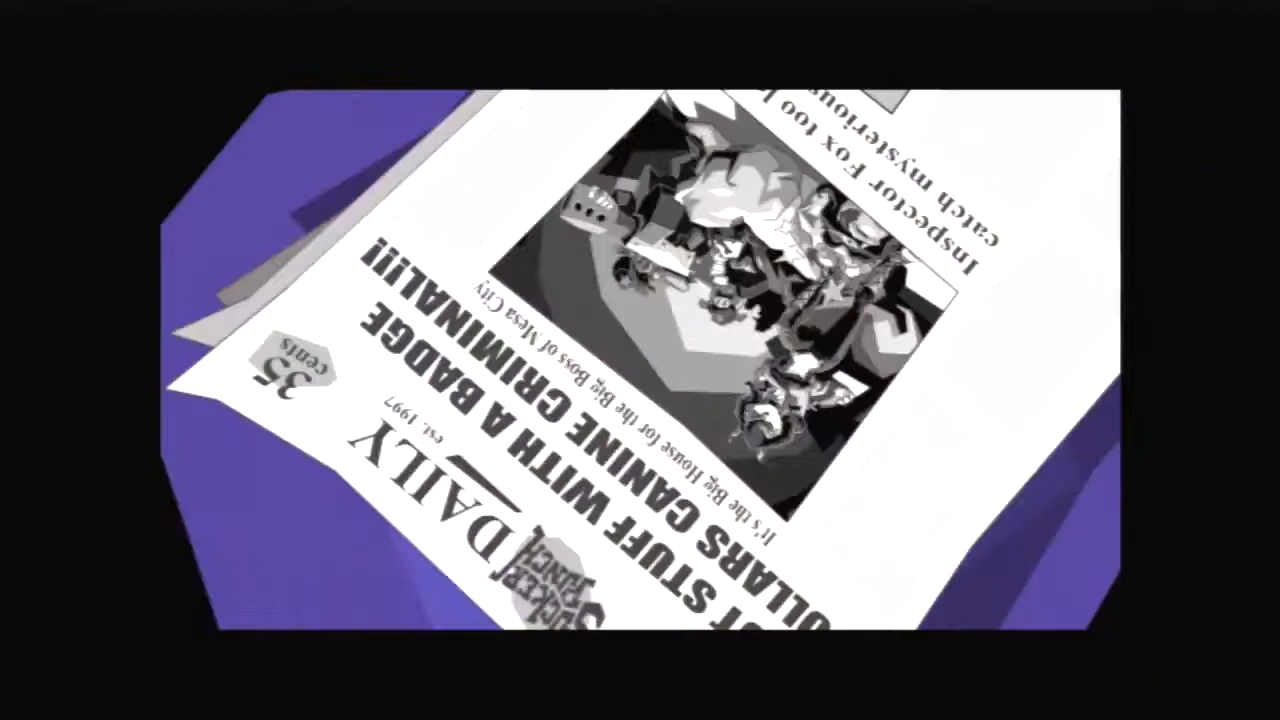 SUCKER PUNCH DAILY
est. 1997
35 cents
STUFF WITH A BADGE
CANINE CRIMINAL!!!
It's the Big House for the Big Boss of Mesa City
Inspector Fox too
catch mysterious